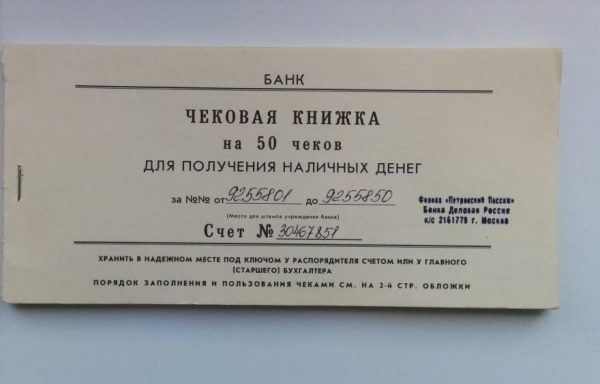 БАНК
ЧЕКОВАЯ КНИЖКА
на 50 чеков
ДЛЯ ПОЛУЧЕНИЯ НАЛИЧНЫХ ДЕНЕГ
за №№ от 9255801 до 9255850
(Место для штампа учреждения банка)
Счет № 30467851
Филиал «Петровский Пассаж»
Банка Деловая Россия
к/с 2161779 г. Москва
ХРАНИТЬ В НАДЕЖНОМ МЕСТЕ ПОД КЛЮЧОМ У РАСПОРЯДИТЕЛЯ СЧЕТОМ ИЛИ У ГЛАВНОГО
(СТАРШЕГО) БУХГАЛТЕРА
ПОРЯДОК ЗАПОЛНЕНИЯ И ПОЛЬЗОВАНИЯ ЧЕКАМИ СМ. НА 2-й СТР. ОБЛОЖКИ